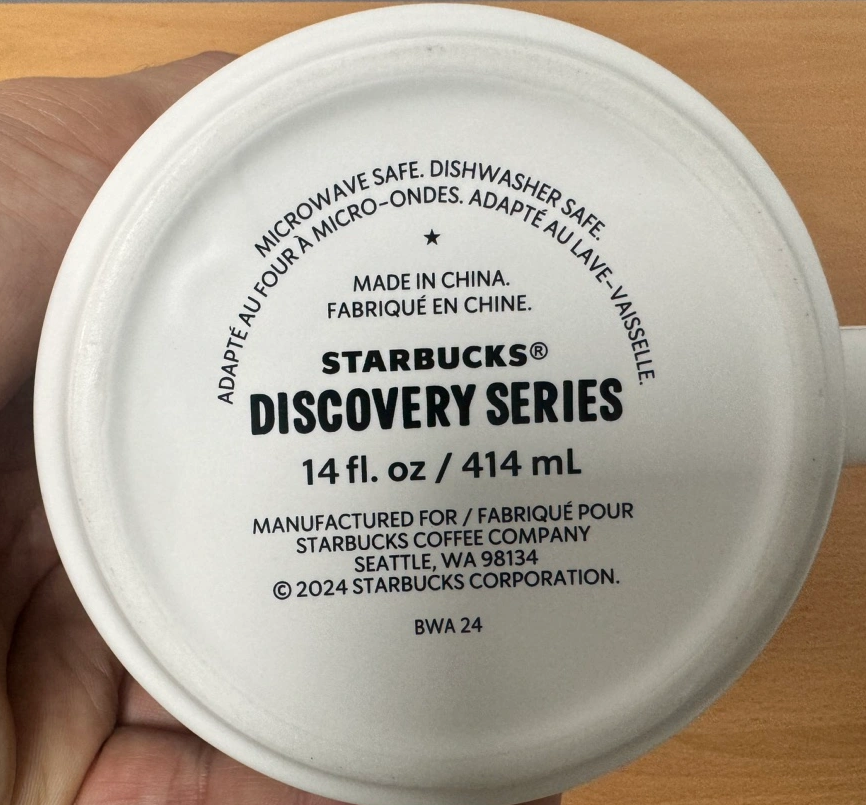 MICROWAVE SAFE. DISHWASHER SAFE.
ADAPTÉ AU FOUR À MICRO-ONDES. ADAPTÉ AU LAVE-VAISSELLE.
★
MADE IN CHINA.
FABRIQUÉ EN CHINE.
STARBUCKS®
DISCOVERY SERIES
14 fl. oz / 414 mL
MANUFACTURED FOR / FABRIQUÉ POUR
STARBUCKS COFFEE COMPANY
SEATTLE, WA 98134
© 2024 STARBUCKS CORPORATION.
BWA 24